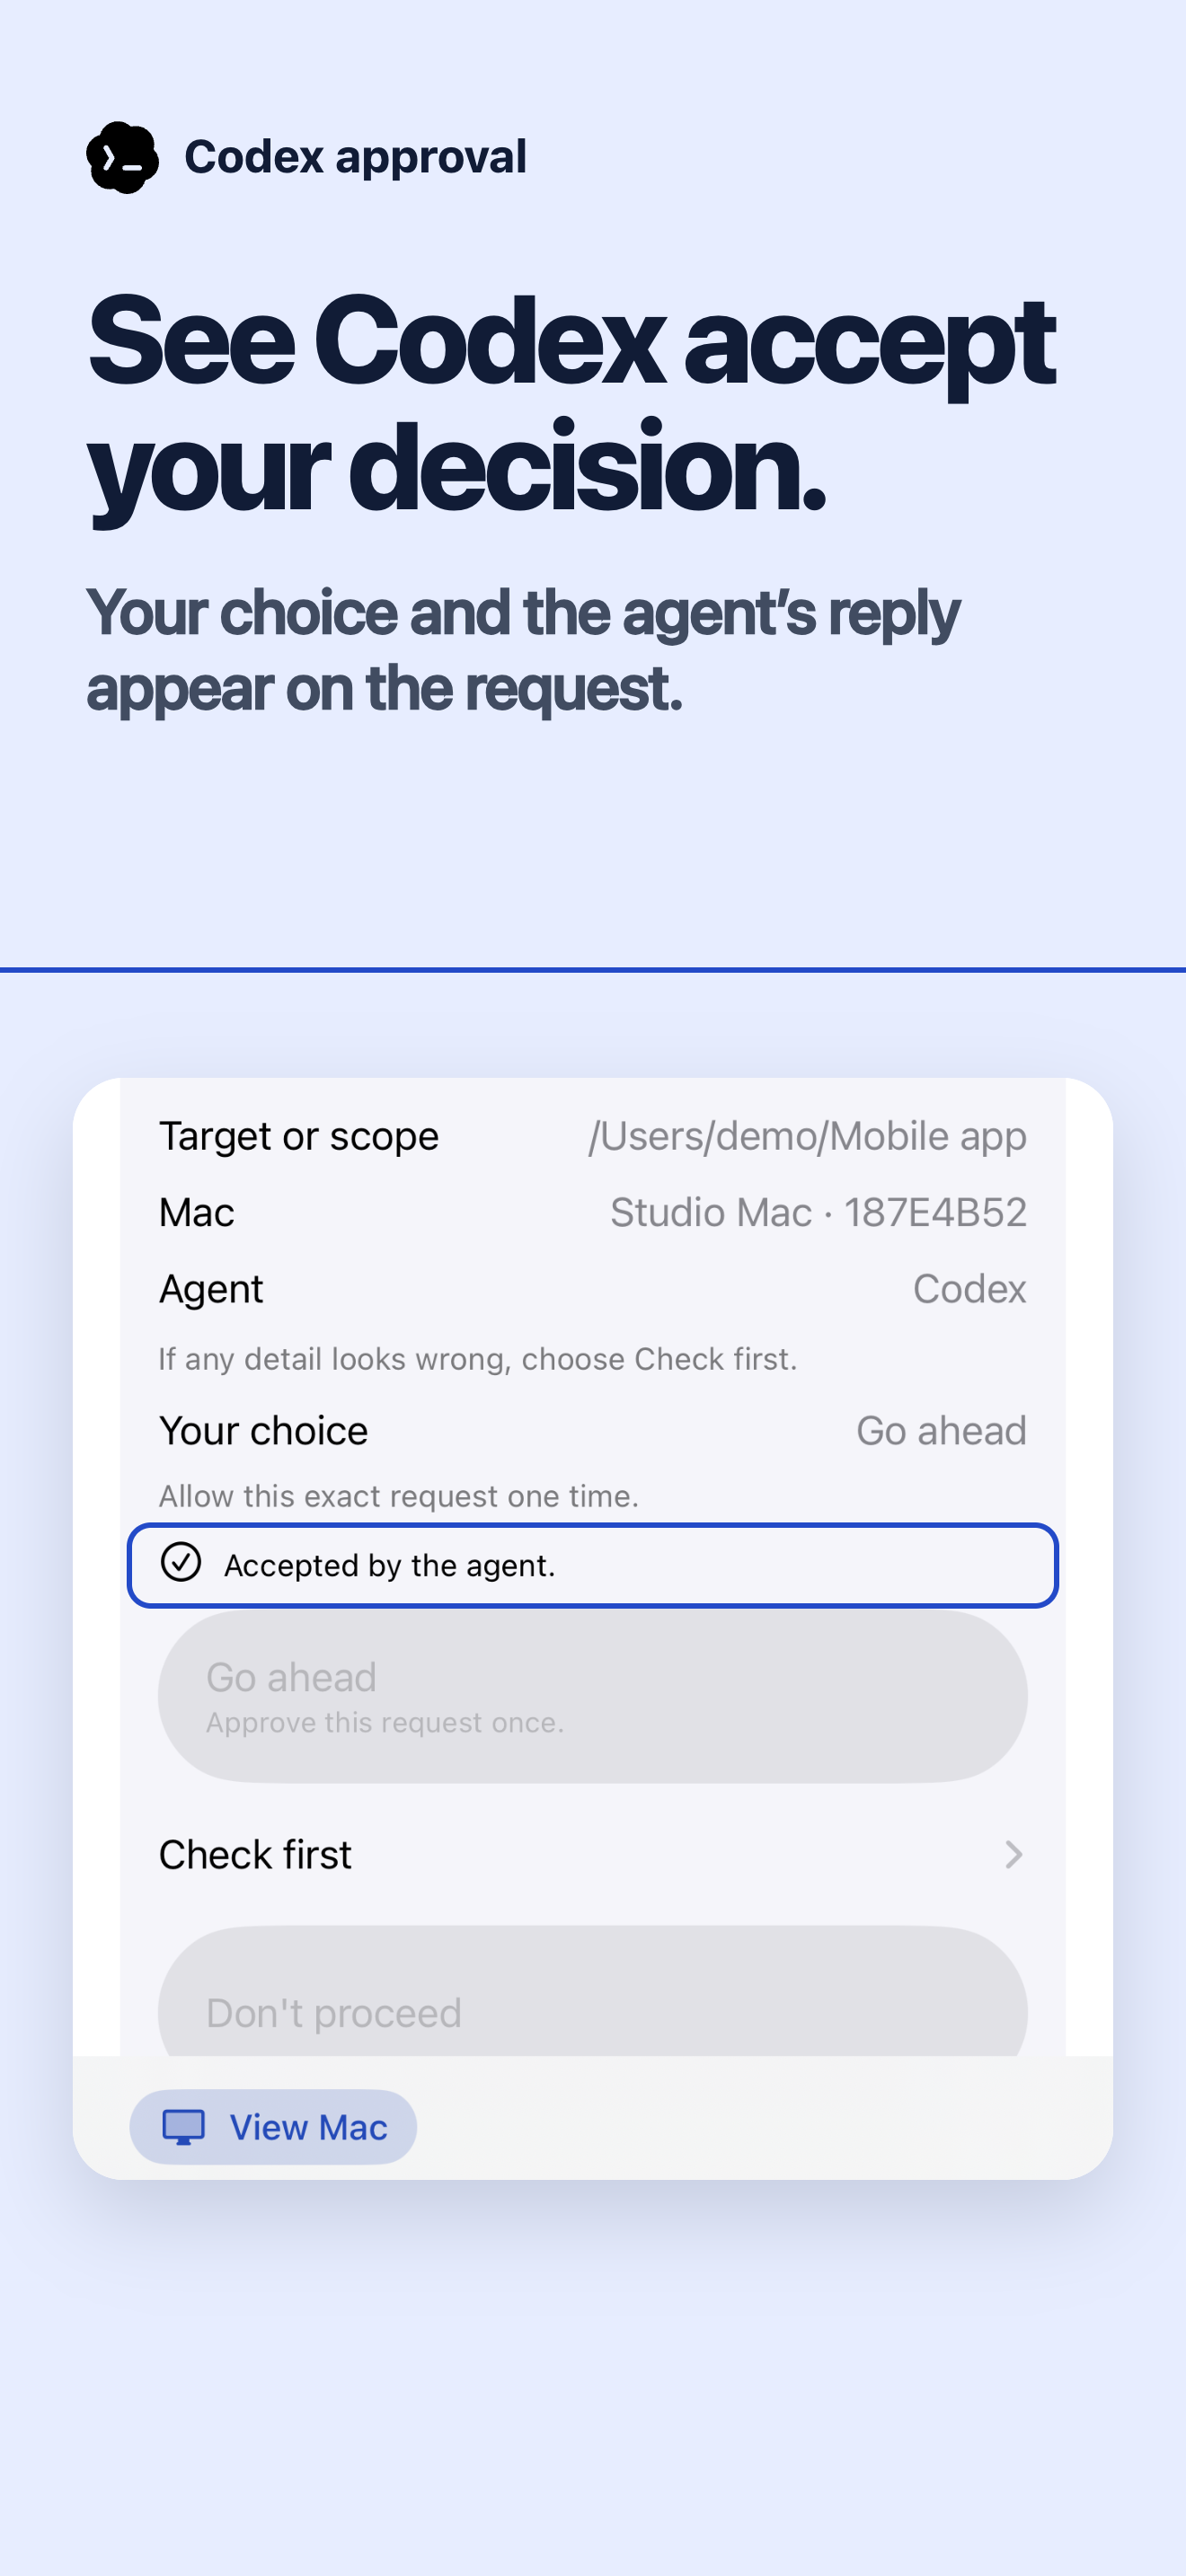 Codex approval
See Codex accept
your decision.
Your choice and the agent’s reply
appear on the request.
Target or scope /Users/demo/Mobile app
Mac Studio Mac · 187E4B52
Agent Codex
If any detail looks wrong, choose Check first.
Your choice Go ahead
Allow this exact request one time.
Accepted by the agent.
Go ahead
Approve this request once.
Check first
Don't proceed
View Mac